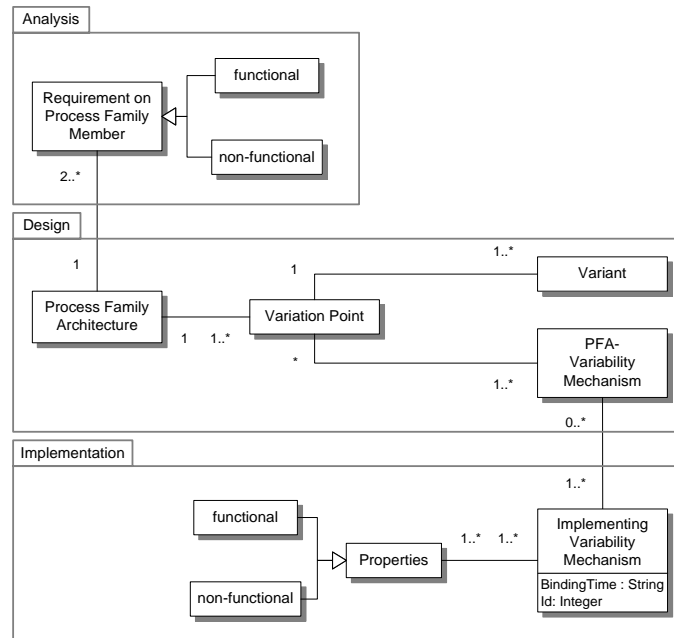 Analysis
functional
Requirement on
Process Family
Member
non-functional
2..*
Design
1
1..*
1
Variant
Process Family
Architecture
Variation Point
1
1..*
*
PFA-
Variability
Mechanism
1..*
0..*
Implementation
1..*
functional
Implementing
Variability
Mechanism
1..*
1..*
Properties
BindingTime : String
Id: Integer
non-functional